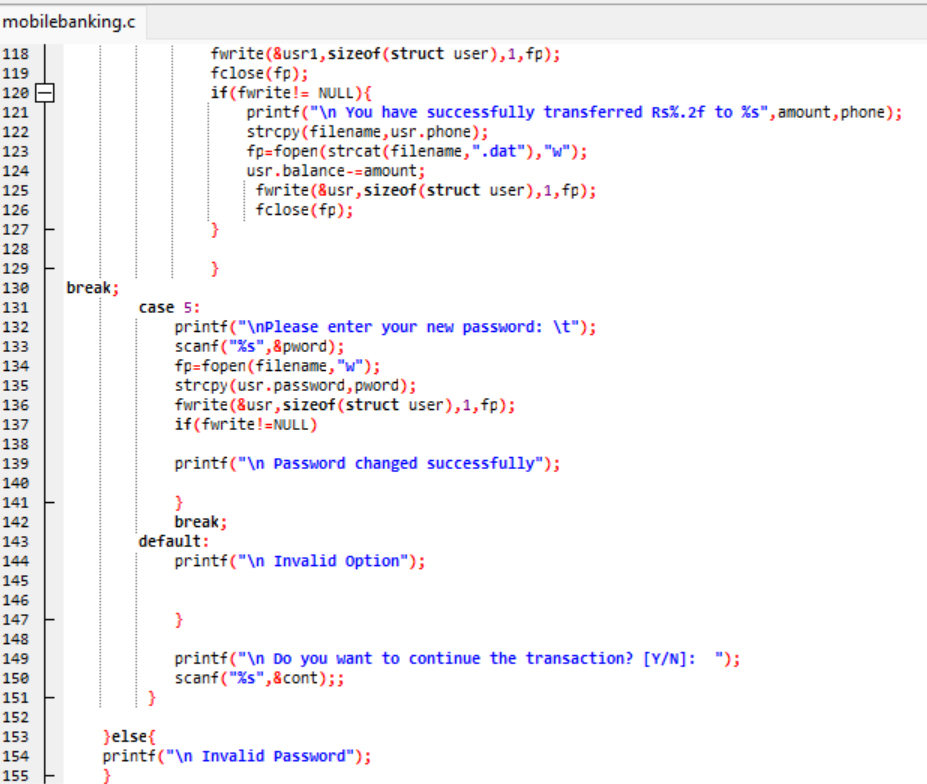 mobilebanking.c
118 fwrite(&usr1,sizeof(struct user),1,fp);
119 fclose(fp);
120 if(fwrite!= NULL){
121 printf("\n You have successfully transferred Rs%.2f to %s",amount,phone);
122 strcpy(filename,usr.phone);
123 fp=fopen(strcat(filename,".dat"),"w");
124 usr.balance-=amount;
125 fwrite(&usr,sizeof(struct user),1,fp);
126 fclose(fp);
127 }
128
129 }
130 break;
131 case 5:
132 printf("\nPlease enter your new password: \t");
133 scanf("%s",&pword);
134 fp=fopen(filename,"w");
135 strcpy(usr.password,pword);
136 fwrite(&usr,sizeof(struct user),1,fp);
137 if(fwrite!=NULL)
138
139 printf("\n Password changed successfully");
140
141 }
142 break;
143 default:
144 printf("\n Invalid Option");
145
146
147 }
148
149 printf("\n Do you want to continue the transaction? [Y/N]:  ");
150 scanf("%s",&cont);;
151 }
152
153 }else{
154 printf("\n Invalid Password");
155 }